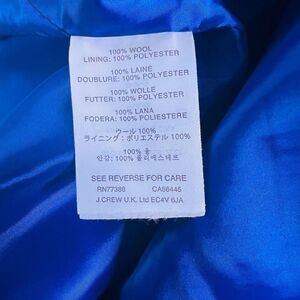 100% WOOL
LINING: 100% POLYESTER
100% LAINE
DOUBLURE: 100% POLYESTER
100% WOLLE
FUTTER: 100% POLYESTER
100% LANA
FODERA: 100% POLIESTERE
ウール 100%
ライニング : ポリエステル 100%
100% 울
안감: 100% 폴리에스테르
SEE REVERSE FOR CARE
RN77388 CA56445
J.CREW U.K. Ltd EC4V 6JA